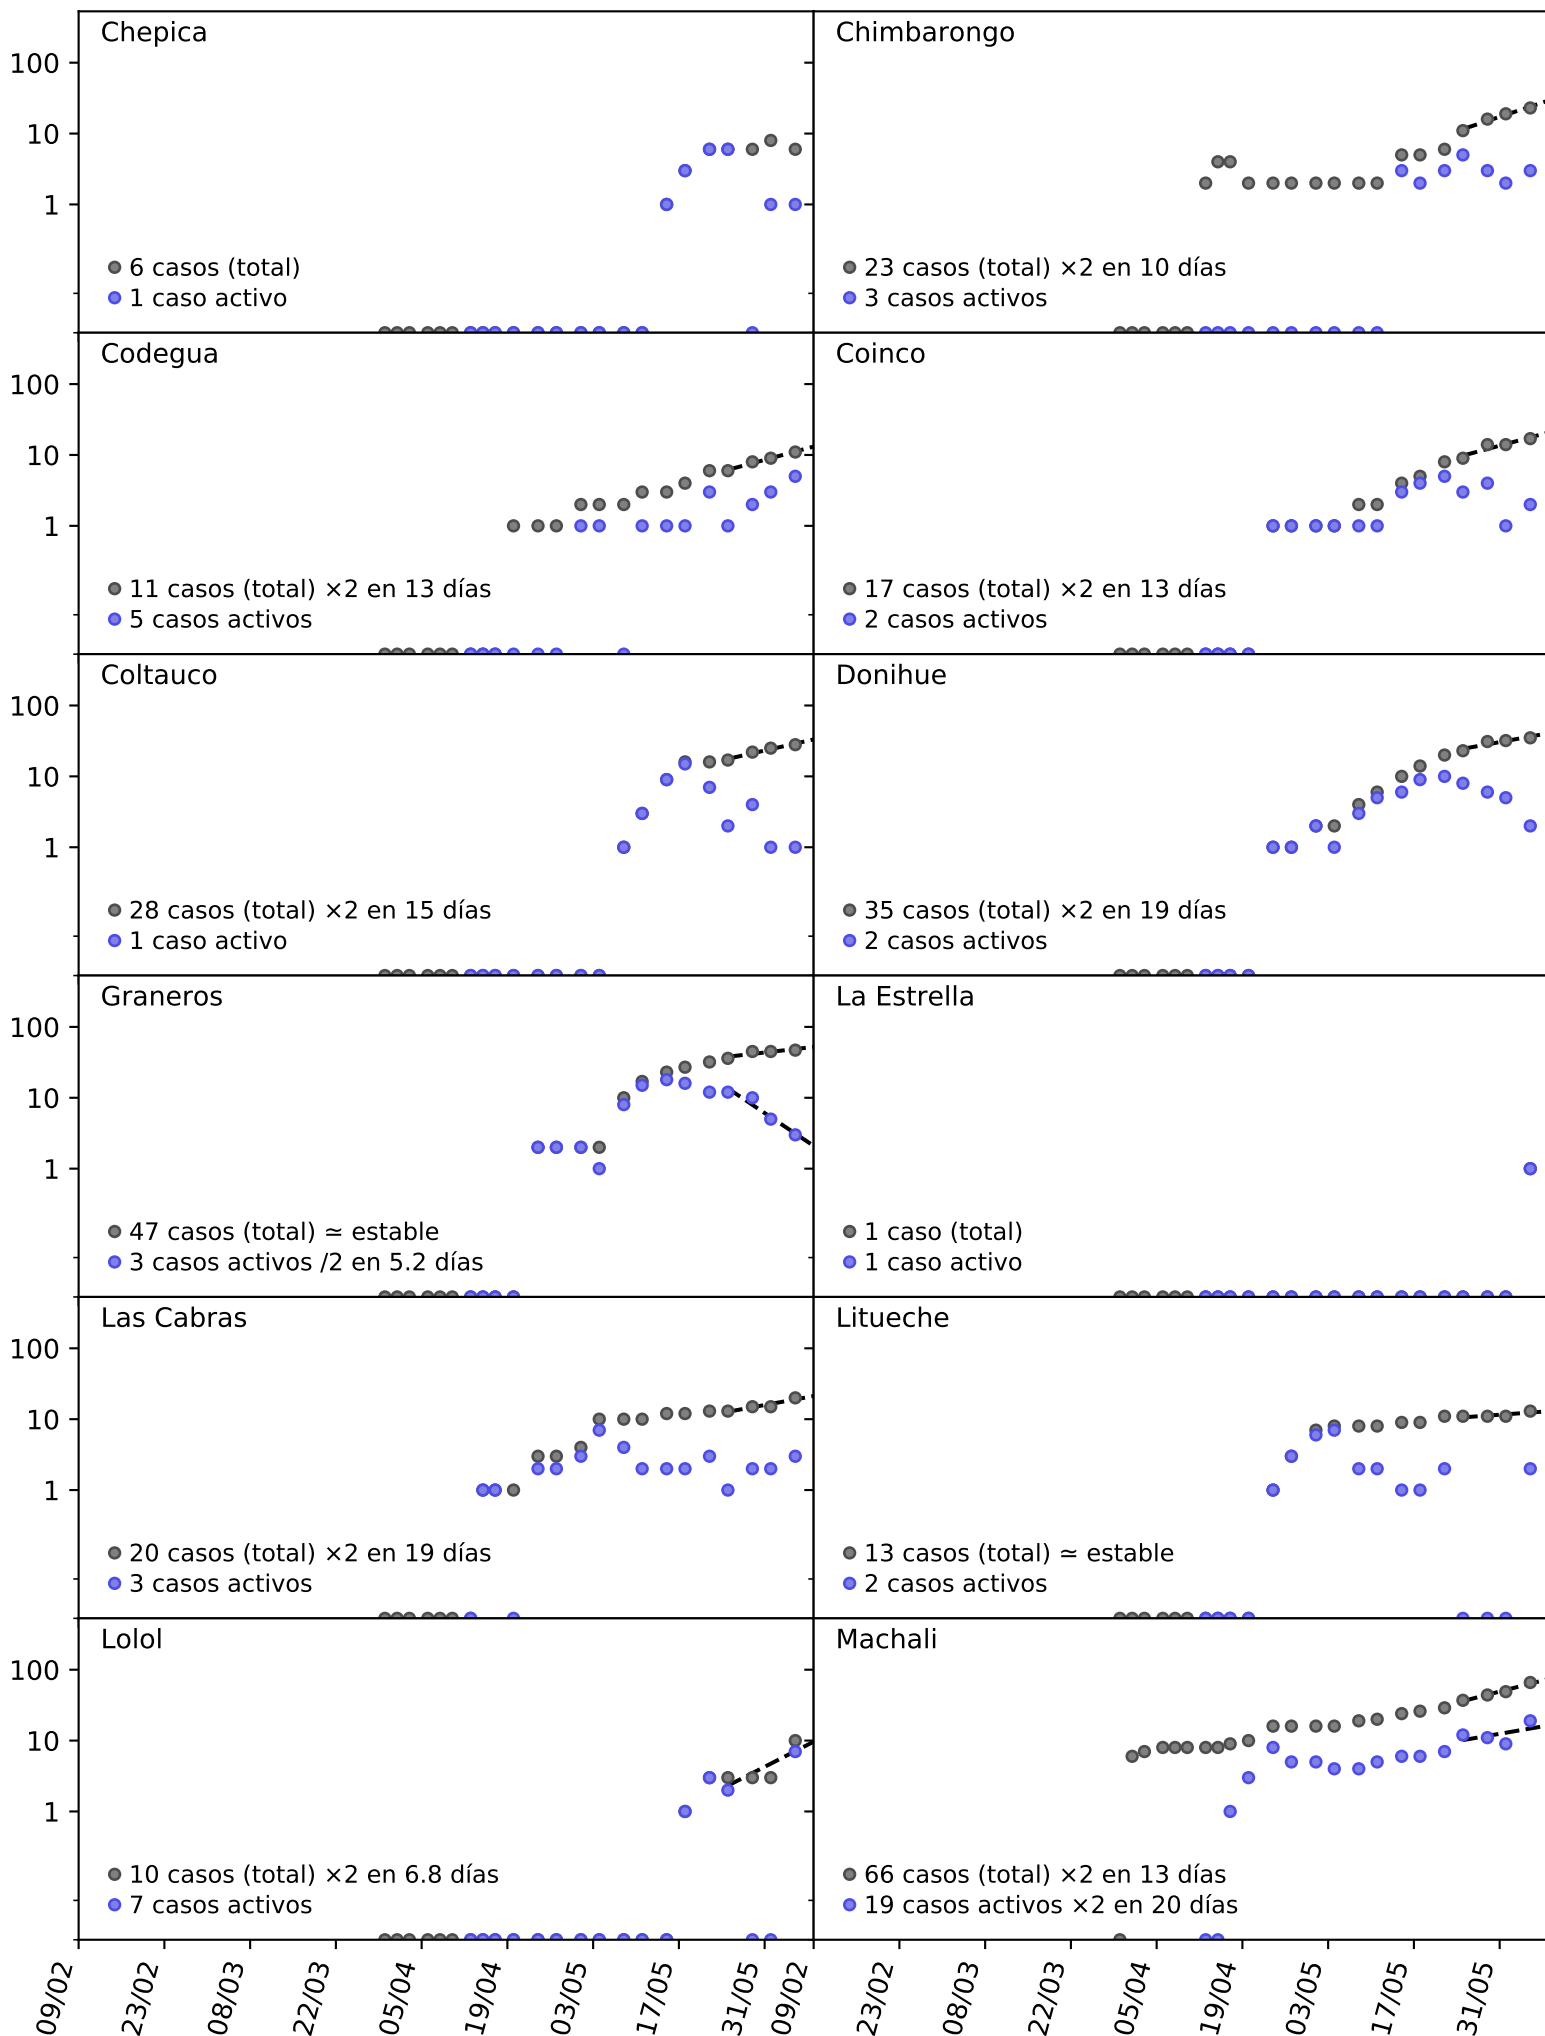 Chepica
Chimbarongo
100
10
1
6 casos (total)
1 caso activo
23 casos (total) ×2 en 10 días
3 casos activos
Codegua
Coinco
100
10
1
11 casos (total) ×2 en 13 días
5 casos activos
17 casos (total) ×2 en 13 días
2 casos activos
Coltauco
Donihue
100
10
1
28 casos (total) ×2 en 15 días
1 caso activo
35 casos (total) ×2 en 19 días
2 casos activos
Graneros
La Estrella
100
10
1
47 casos (total) ≃ estable
3 casos activos /2 en 5.2 días
1 caso (total)
1 caso activo
Las Cabras
Litueche
100
10
1
20 casos (total) ×2 en 19 días
3 casos activos
13 casos (total) ≃ estable
2 casos activos
Lolol
Machali
100
10
1
10 casos (total) ×2 en 6.8 días
7 casos activos
66 casos (total) ×2 en 13 días
19 casos activos ×2 en 20 días
09/02 23/02 08/03 22/03 05/04 19/04 03/05 17/05 31/05 09/02 23/02 08/03 22/03 05/04 19/04 03/05 17/05 31/05